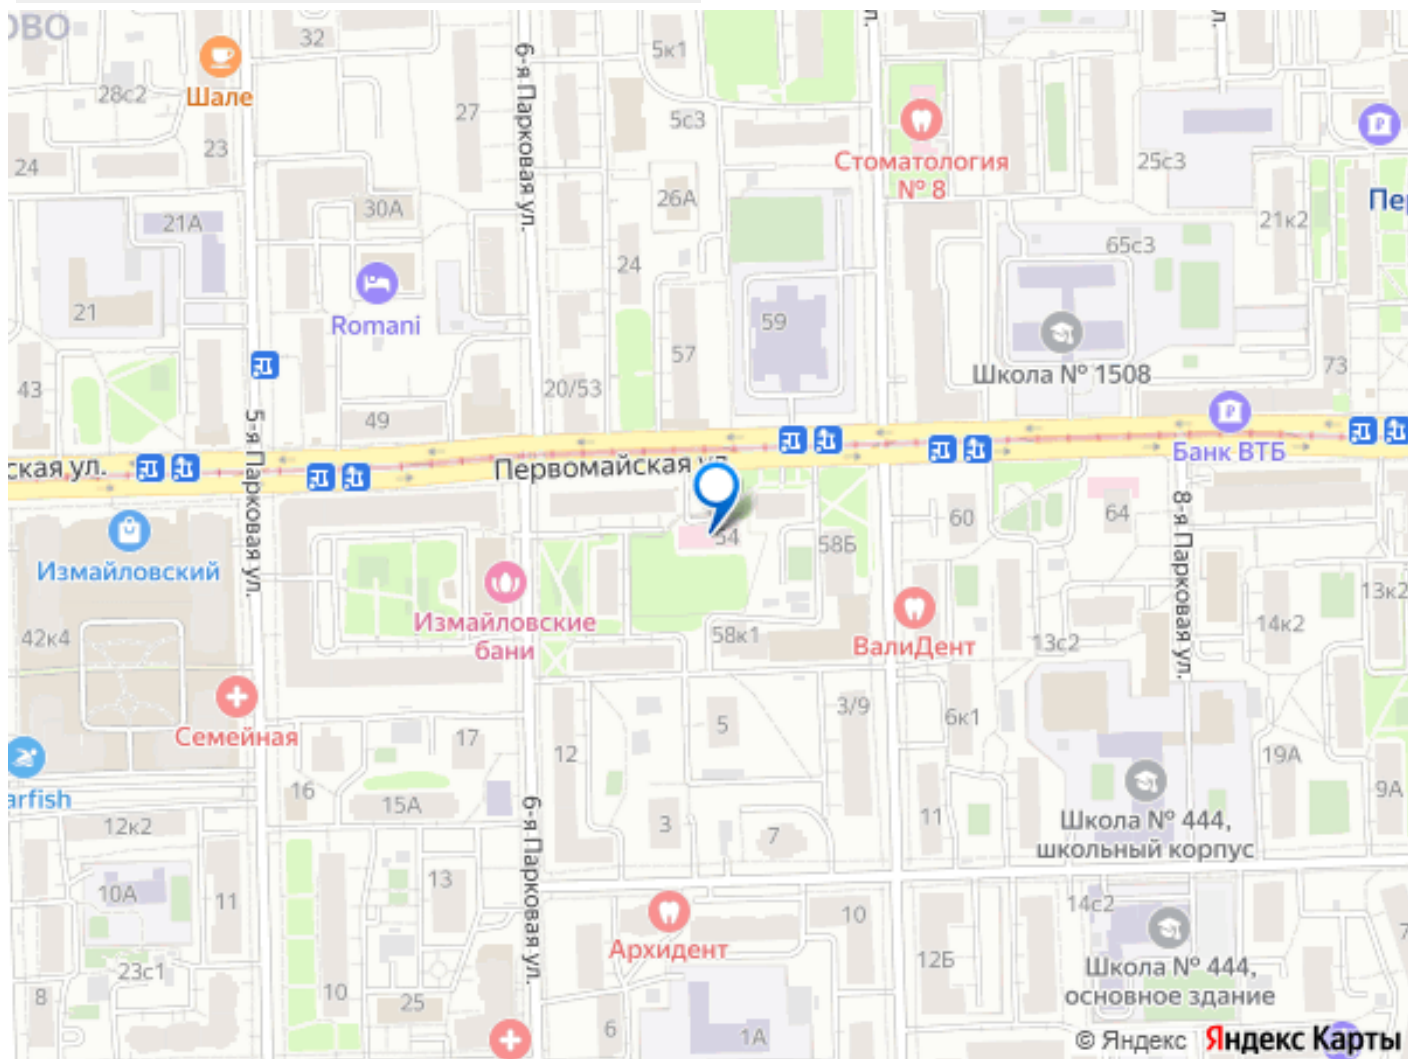 ОВО
32
5к1
28с2
Шале
6-я Парковая ул.
ул.
ул.
27
5с3
23
24
Стоматология
№ 8
25с3
26А
30А
Пер
21А
21к2
65с3
24
21
Romani
59
57
Школа № 1508
73
43
20/53
49
5-я Парковая ул.
Банк ВТБ
ская ул.
Первомайская ул.
8-я Парковая ул.
64
60
54
58Б
Измайловский
13к2
Измайловские
бани
14к2
42к4
58к1
13с2
ВалиДент
3/9
6к1
5
Семейная
17
12
19А
arfish
16
15А
9А
6-я Парковая ул.
11
Школа № 444,
школьный корпус
12к2
3
7
13
10А
11
14с2
10
Архидент
12Б
23с1
Школа № 444,
основное здание
8
10
25
6
1А
7
© Яндекс Яндекс Карты